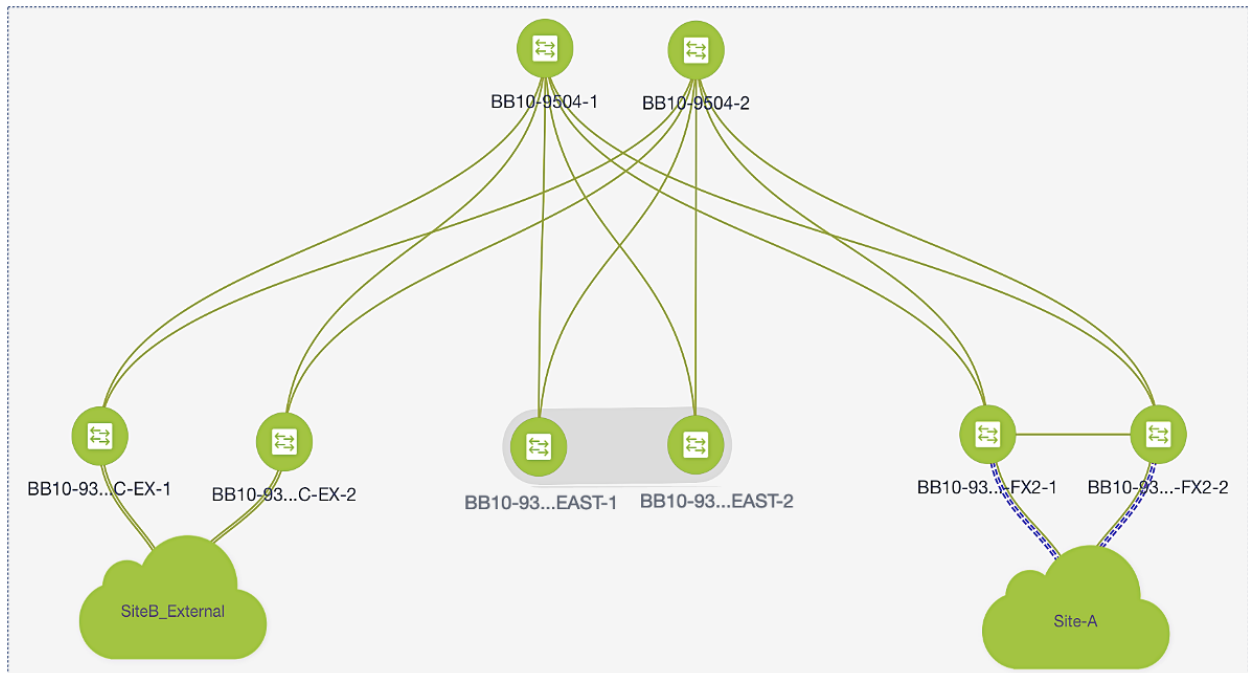 BB10-9504-1
BB10-9504-2
BB10-93...C-EX-1
BB10-93...C-EX-2
BB10-93...EAST-1
BB10-93...EAST-2
BB10-93...-FX2-1
BB10-93...-FX2-2
SiteB_External
Site-A